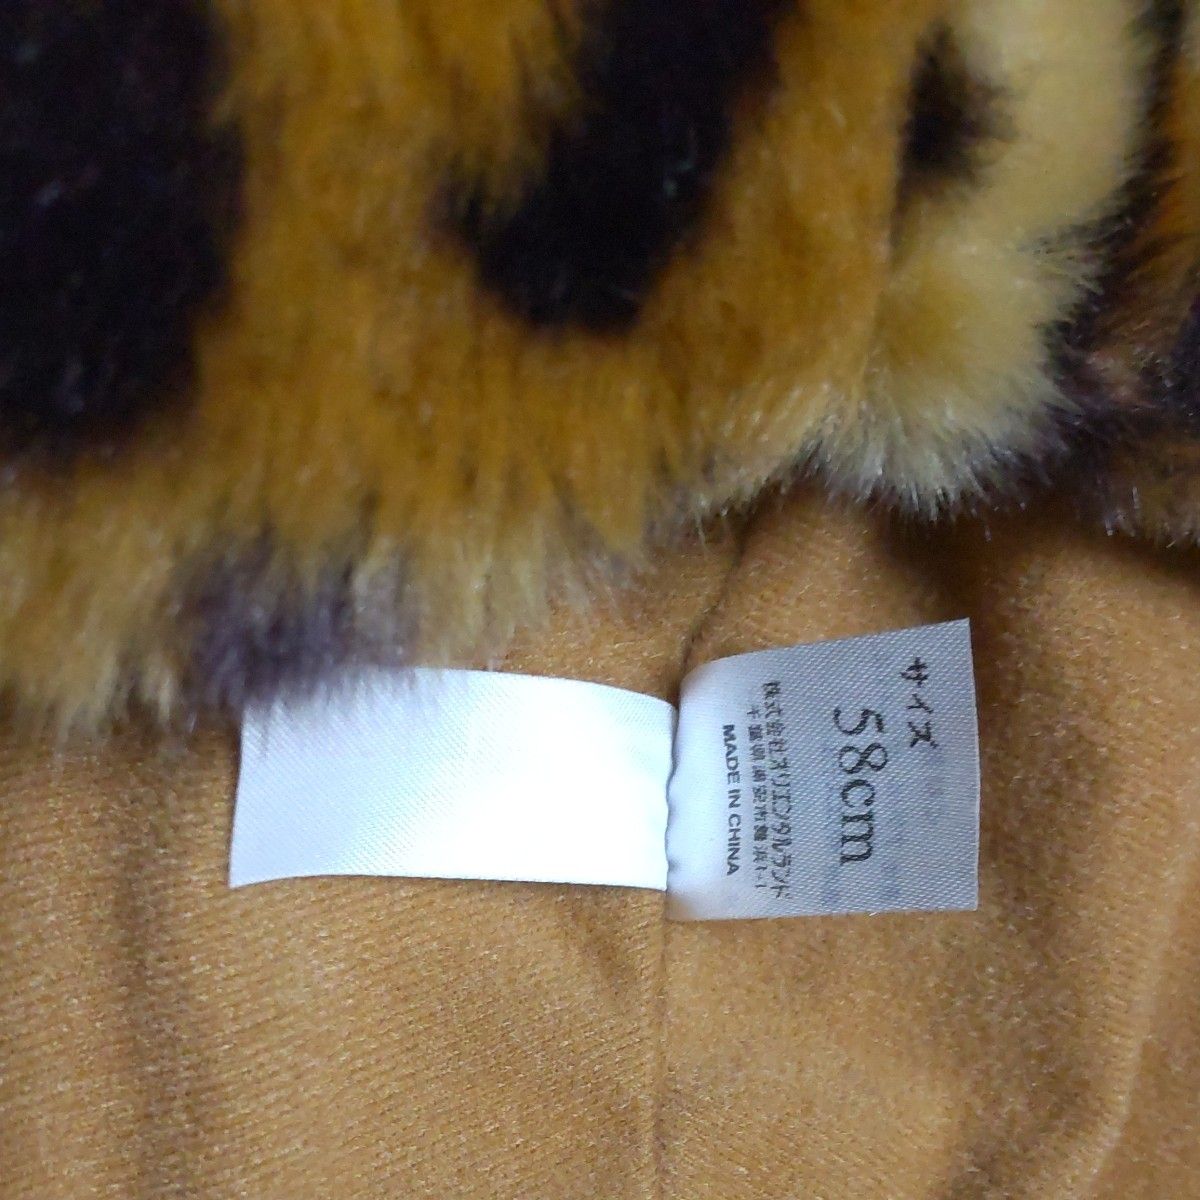 サイズ
58cm
株式会社オリエンタルランド
千葉県浦安市舞浜1-1
MADE IN CHINA